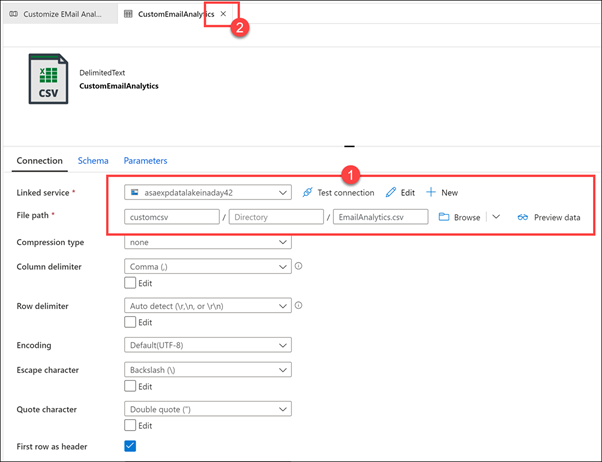 Customize EMail Anal... CustomEmailAnalytics
2
CSV
DelimitedText
CustomEmailAnalytics
Connection Schema Parameters
1
Linked service * asaexpdatalakeinaday42 Test connection Edit New
File path * customcsv / Directory / EmailAnalytics.csv Browse Preview data
Compression type none
Column delimiter Comma (,)
Edit
Row delimiter Auto detect (\r,\n, or \r\n)
Edit
Encoding Default(UTF-8)
Escape character Backslash (\)
Edit
Quote character Double quote (")
Edit
First row as header